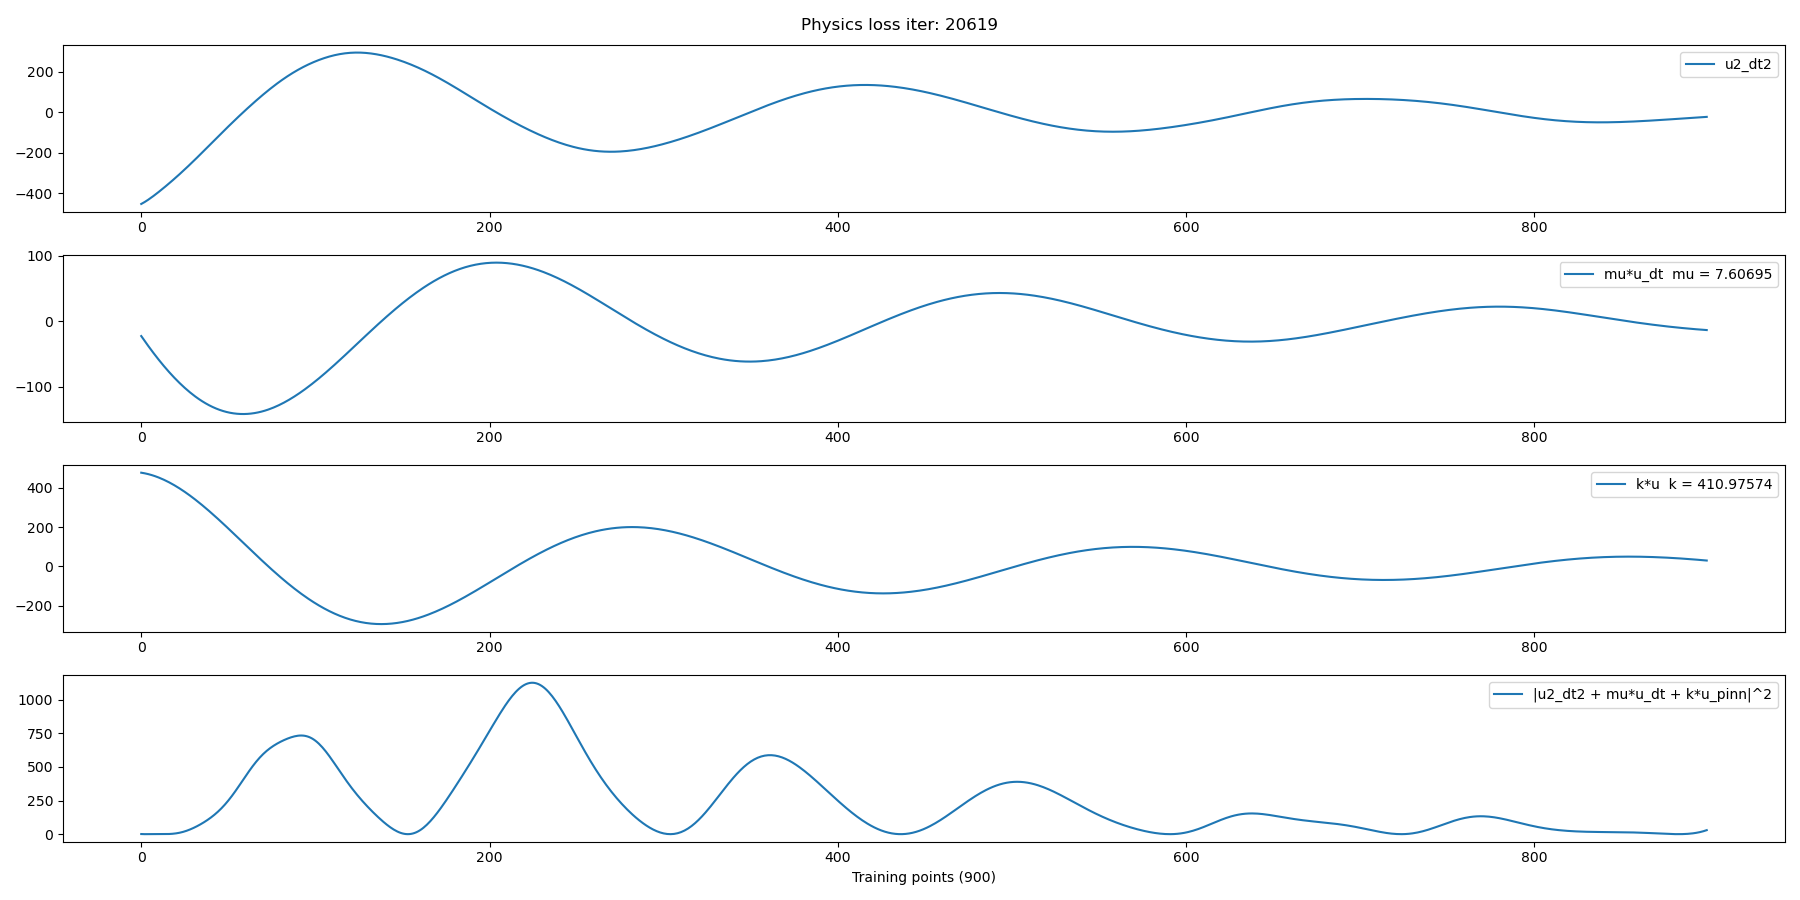 Physics loss iter: 20619
u2_dt2
200
0
−200
−400
0 200 400 600 800
mu*u_dt mu = 7.60695
100
0
−100
0 200 400 600 800
k*u k = 410.97574
400
200
0
−200
0 200 400 600 800
|u2_dt2 + mu*u_dt + k*u_pinn|^2
1000
750
500
250
0
0 200 400 600 800
Training points (900)